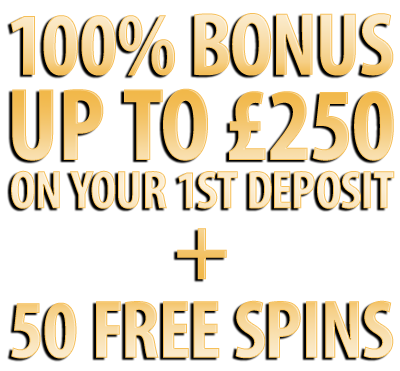 100% BONUS
UP TO £250
ON YOUR 1ST DEPOSIT
+
50 FREE SPINS